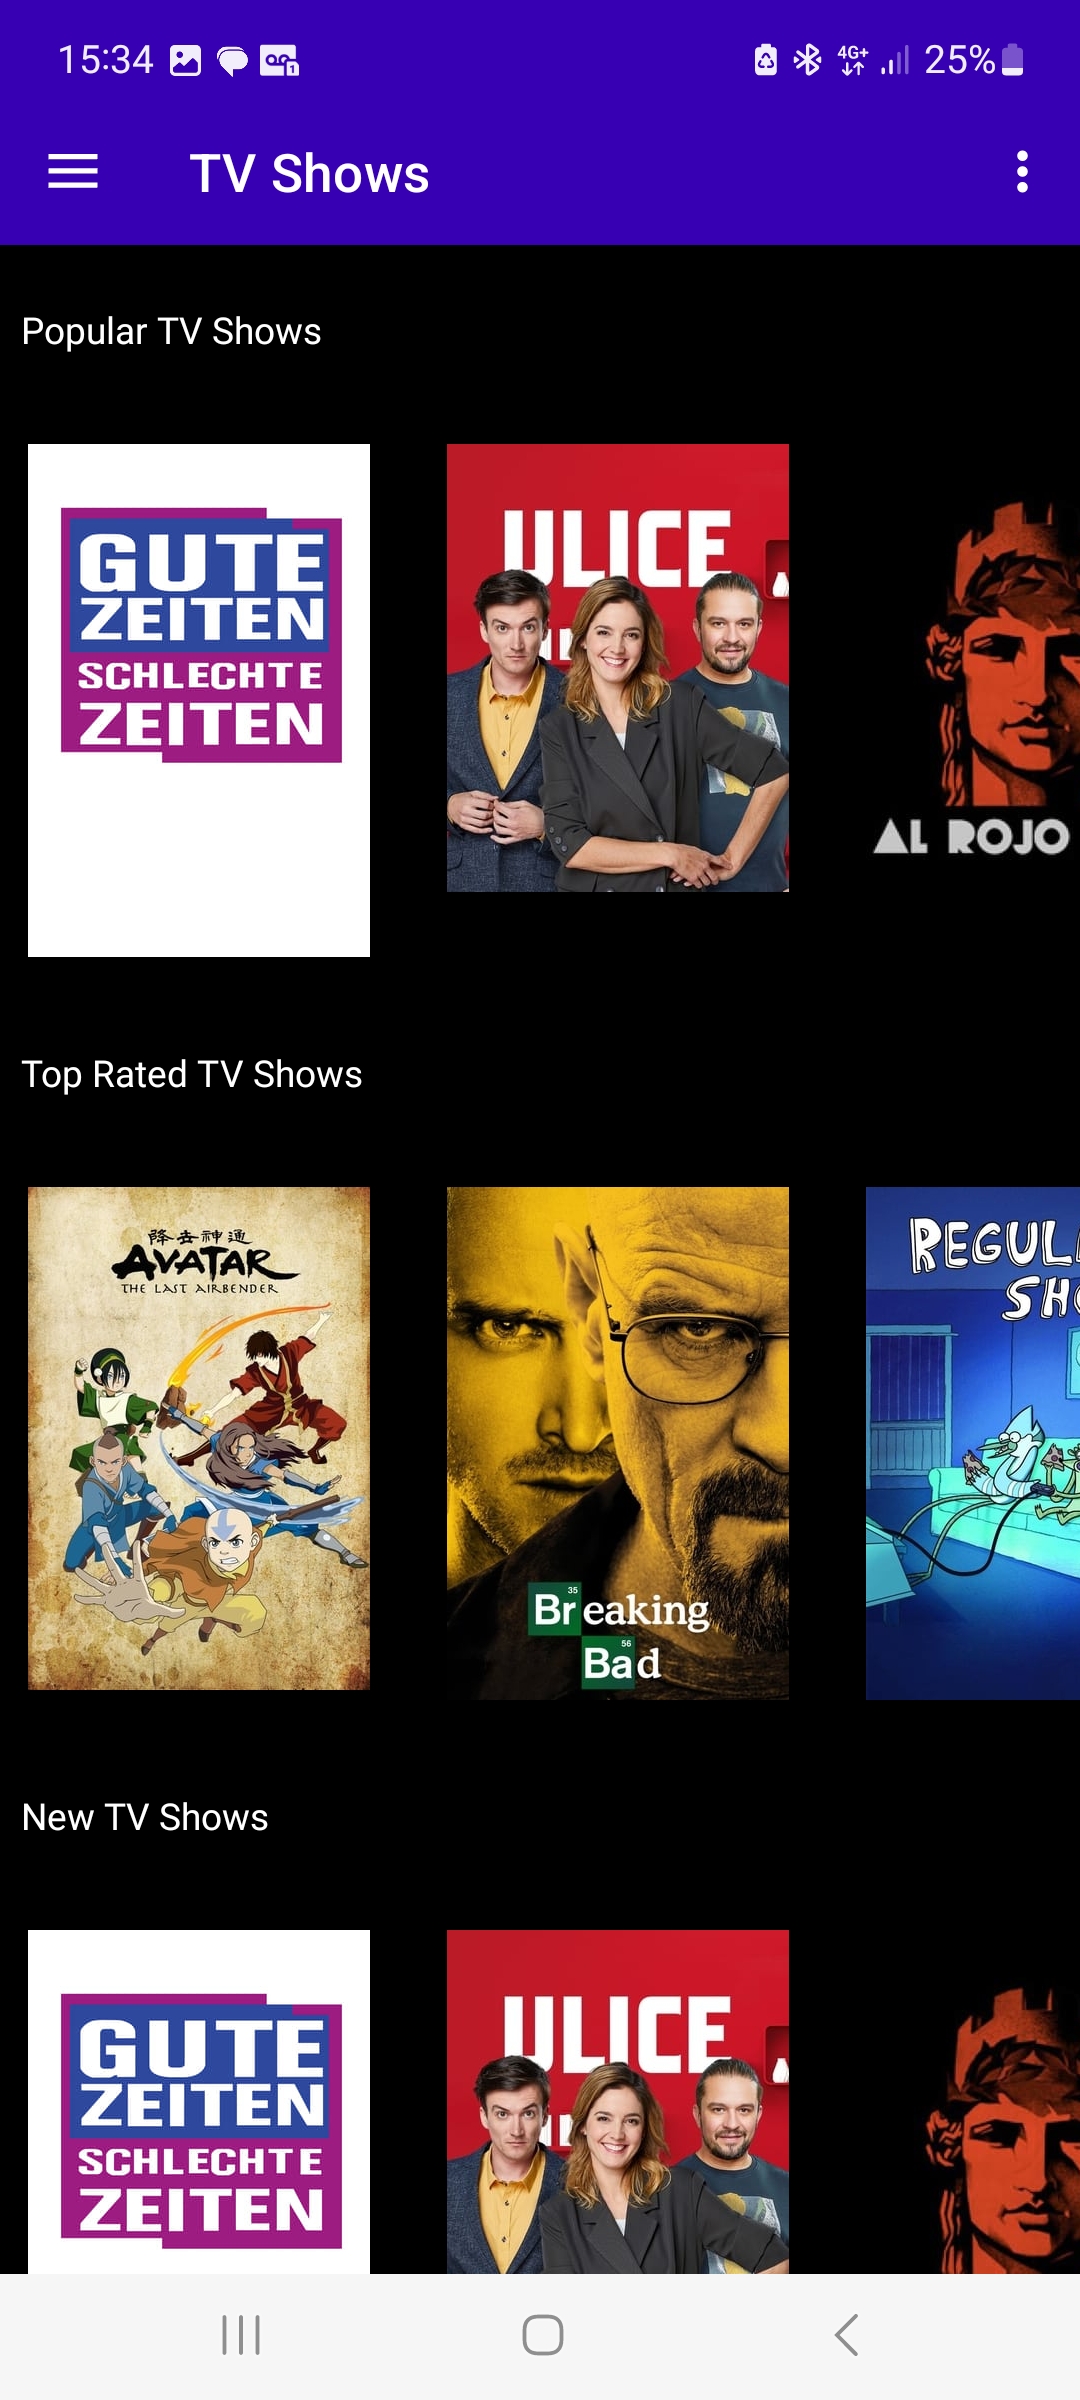 15:34
4G+
25%
TV Shows
Popular TV Shows
GUTE
ZEITEN
SCHLECHTE
ZEITEN
ULICE
AL ROJO
Top Rated TV Shows
降去神通
AVATAR
THE LAST AIRBENDER
35
Breaking
56
Bad
REGUL
SH
New TV Shows
GUTE
ZEITEN
SCHLECHTE
ZEITEN
ULICE